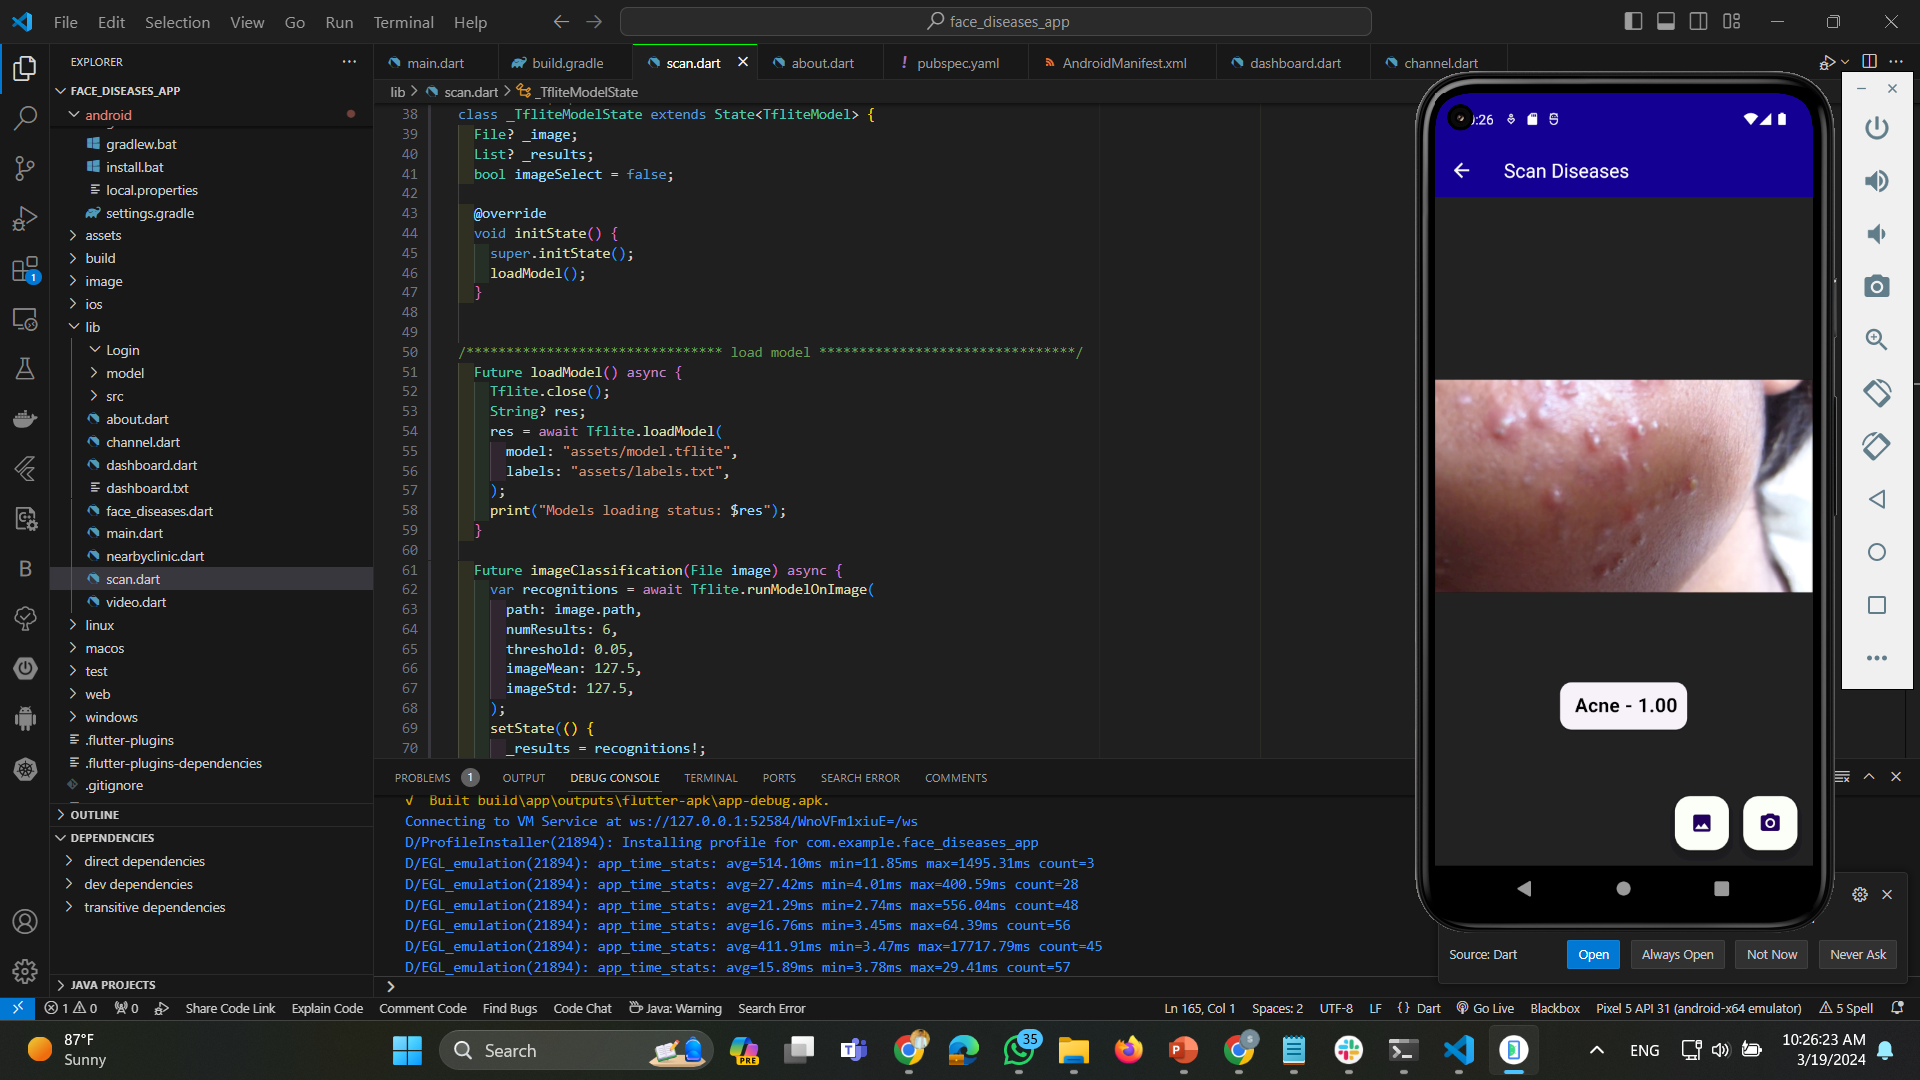 File Edit Selection View Go Run Terminal Help
face_diseases_app
EXPLORER
FACE_DISEASES_APP
android
gradlew.bat
install.bat
local.properties
settings.gradle
assets
build
image
ios
lib
Login
model
src
about.dart
channel.dart
dashboard.dart
dashboard.txt
face_diseases.dart
main.dart
nearbyclinic.dart
scan.dart
video.dart
linux
macos
test
web
windows
.flutter-plugins
.flutter-plugins-dependencies
.gitignore
OUTLINE
DEPENDENCIES
direct dependencies
dev dependencies
transitive dependencies
JAVA PROJECTS
main.dart build.gradle scan.dart about.dart pubspec.yaml AndroidManifest.xml dashboard.dart channel.dart
lib > scan.dart > _TfliteModelState
38 class _TfliteModelState extends State<TfliteModel> {
39 File? _image;
40 List? _results;
41 bool imageSelect = false;
42
43 @override
44 void initState() {
45 super.initState();
46 loadModel();
47 }
48
49
50 /******************************** load model ********************************/
51 Future loadModel() async {
52 Tflite.close();
53 String? res;
54 res = await Tflite.loadModel(
55 model: "assets/model.tflite",
56 labels: "assets/labels.txt",
57 );
58 print("Models loading status: $res");
59 }
60
61 Future imageClassification(File image) async {
62 var recognitions = await Tflite.runModelOnImage(
63 path: image.path,
64 numResults: 6,
65 threshold: 0.05,
66 imageMean: 127.5,
67 imageStd: 127.5,
68 );
69 setState(() {
70 _results = recognitions!;
PROBLEMS 1 OUTPUT DEBUG CONSOLE TERMINAL PORTS SEARCH ERROR COMMENTS
√ Built build\app\outputs\flutter-apk\app-debug.apk.
Connecting to VM Service at ws://127.0.0.1:52584/WnoVFm1xiuE=/ws
D/ProfileInstaller(21894): Installing profile for com.example.face_diseases_app
D/EGL_emulation(21894): app_time_stats: avg=514.10ms min=11.85ms max=1495.31ms count=3
D/EGL_emulation(21894): app_time_stats: avg=27.42ms min=4.01ms max=400.59ms count=28
D/EGL_emulation(21894): app_time_stats: avg=21.29ms min=2.74ms max=556.04ms count=48
D/EGL_emulation(21894): app_time_stats: avg=16.76ms min=3.45ms max=64.39ms count=56
D/EGL_emulation(21894): app_time_stats: avg=411.91ms min=3.47ms max=17717.79ms count=45
D/EGL_emulation(21894): app_time_stats: avg=15.89ms min=3.78ms max=29.41ms count=57
:26
Scan Diseases
Acne - 1.00
Source: Dart Open Always Open Not Now Never Ask
1 0 0 Share Code Link Explain Code Comment Code Find Bugs Code Chat Java: Warning Search Error Ln 165, Col 1 Spaces: 2 UTF-8 LF { } Dart Go Live Blackbox Pixel 5 API 31 (android-x64 emulator) 5 Spell
87°F
Sunny
Search
PRE
35
ENG
10:26:23 AM
3/19/2024